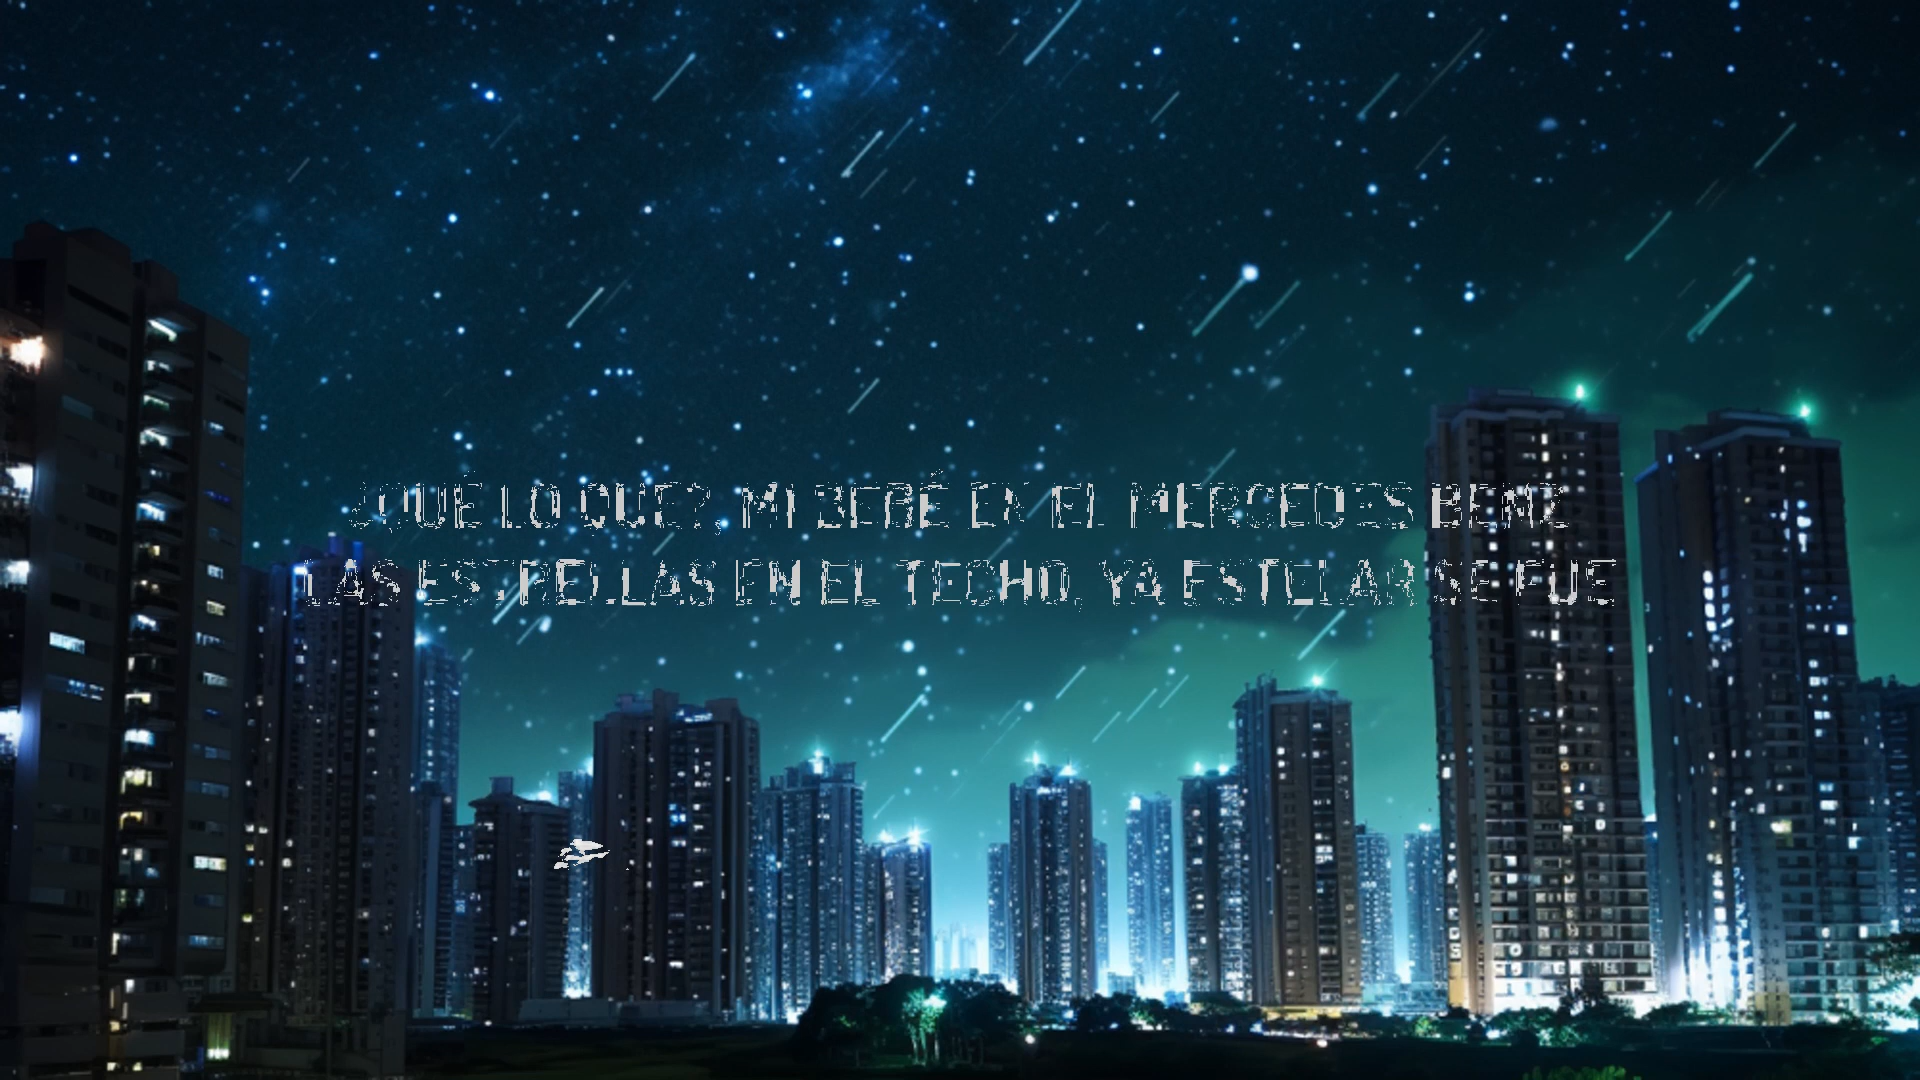 ¿QUÉ LO QUE?, MI BEBÉ EN EL MERCEDES BENZ
LAS ESTRELLAS EN EL TECHO, YA ESTELAR SE FUE